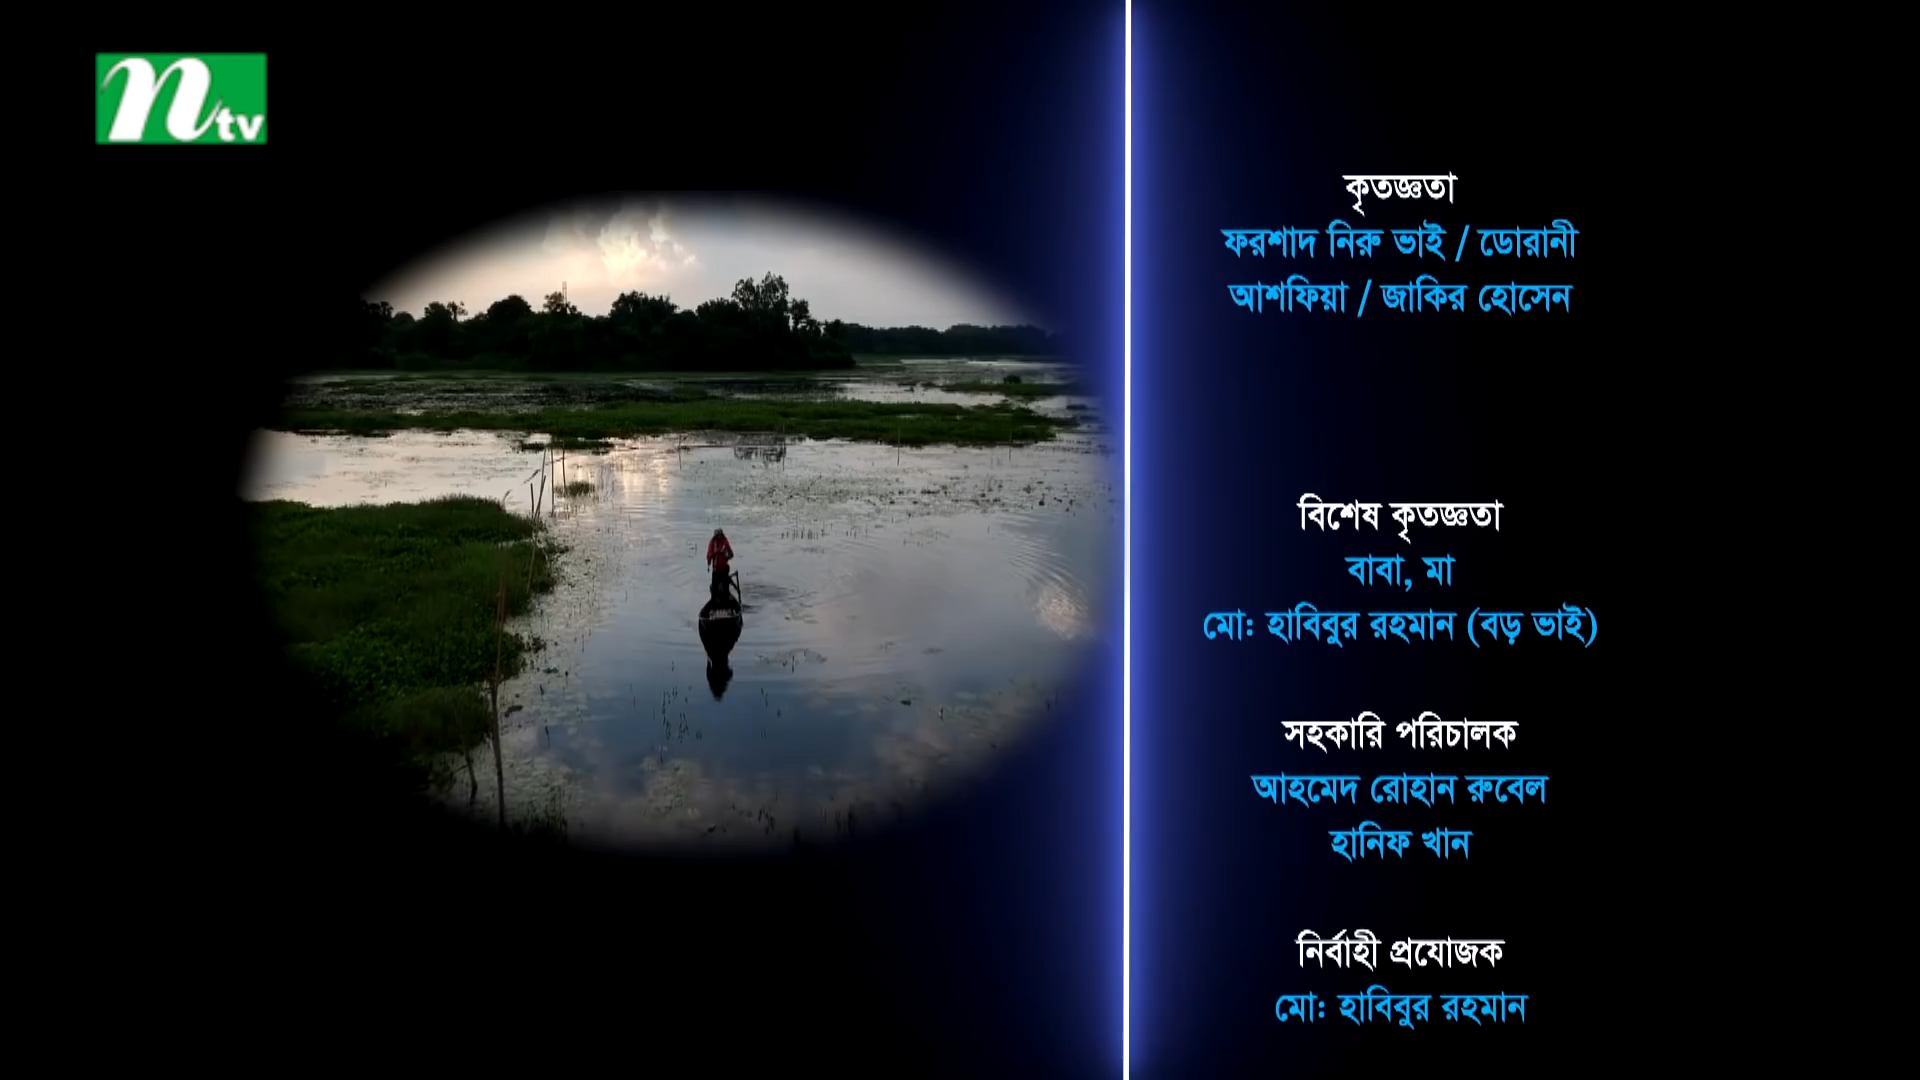 ntv
কৃতজ্ঞতা
ফরশাদ নিরু ভাই / ডোরানী
আশফিয়া / জাকির হোসেন
বিশেষ কৃতজ্ঞতা
বাবা, মা
মো: হাবিবুর রহমান (বড় ভাই)
সহকারি পরিচালক
আহমেদ রোহান রুবেল
হানিফ খান
নির্বাহী প্রযোজক
মো: হাবিবুর রহমান